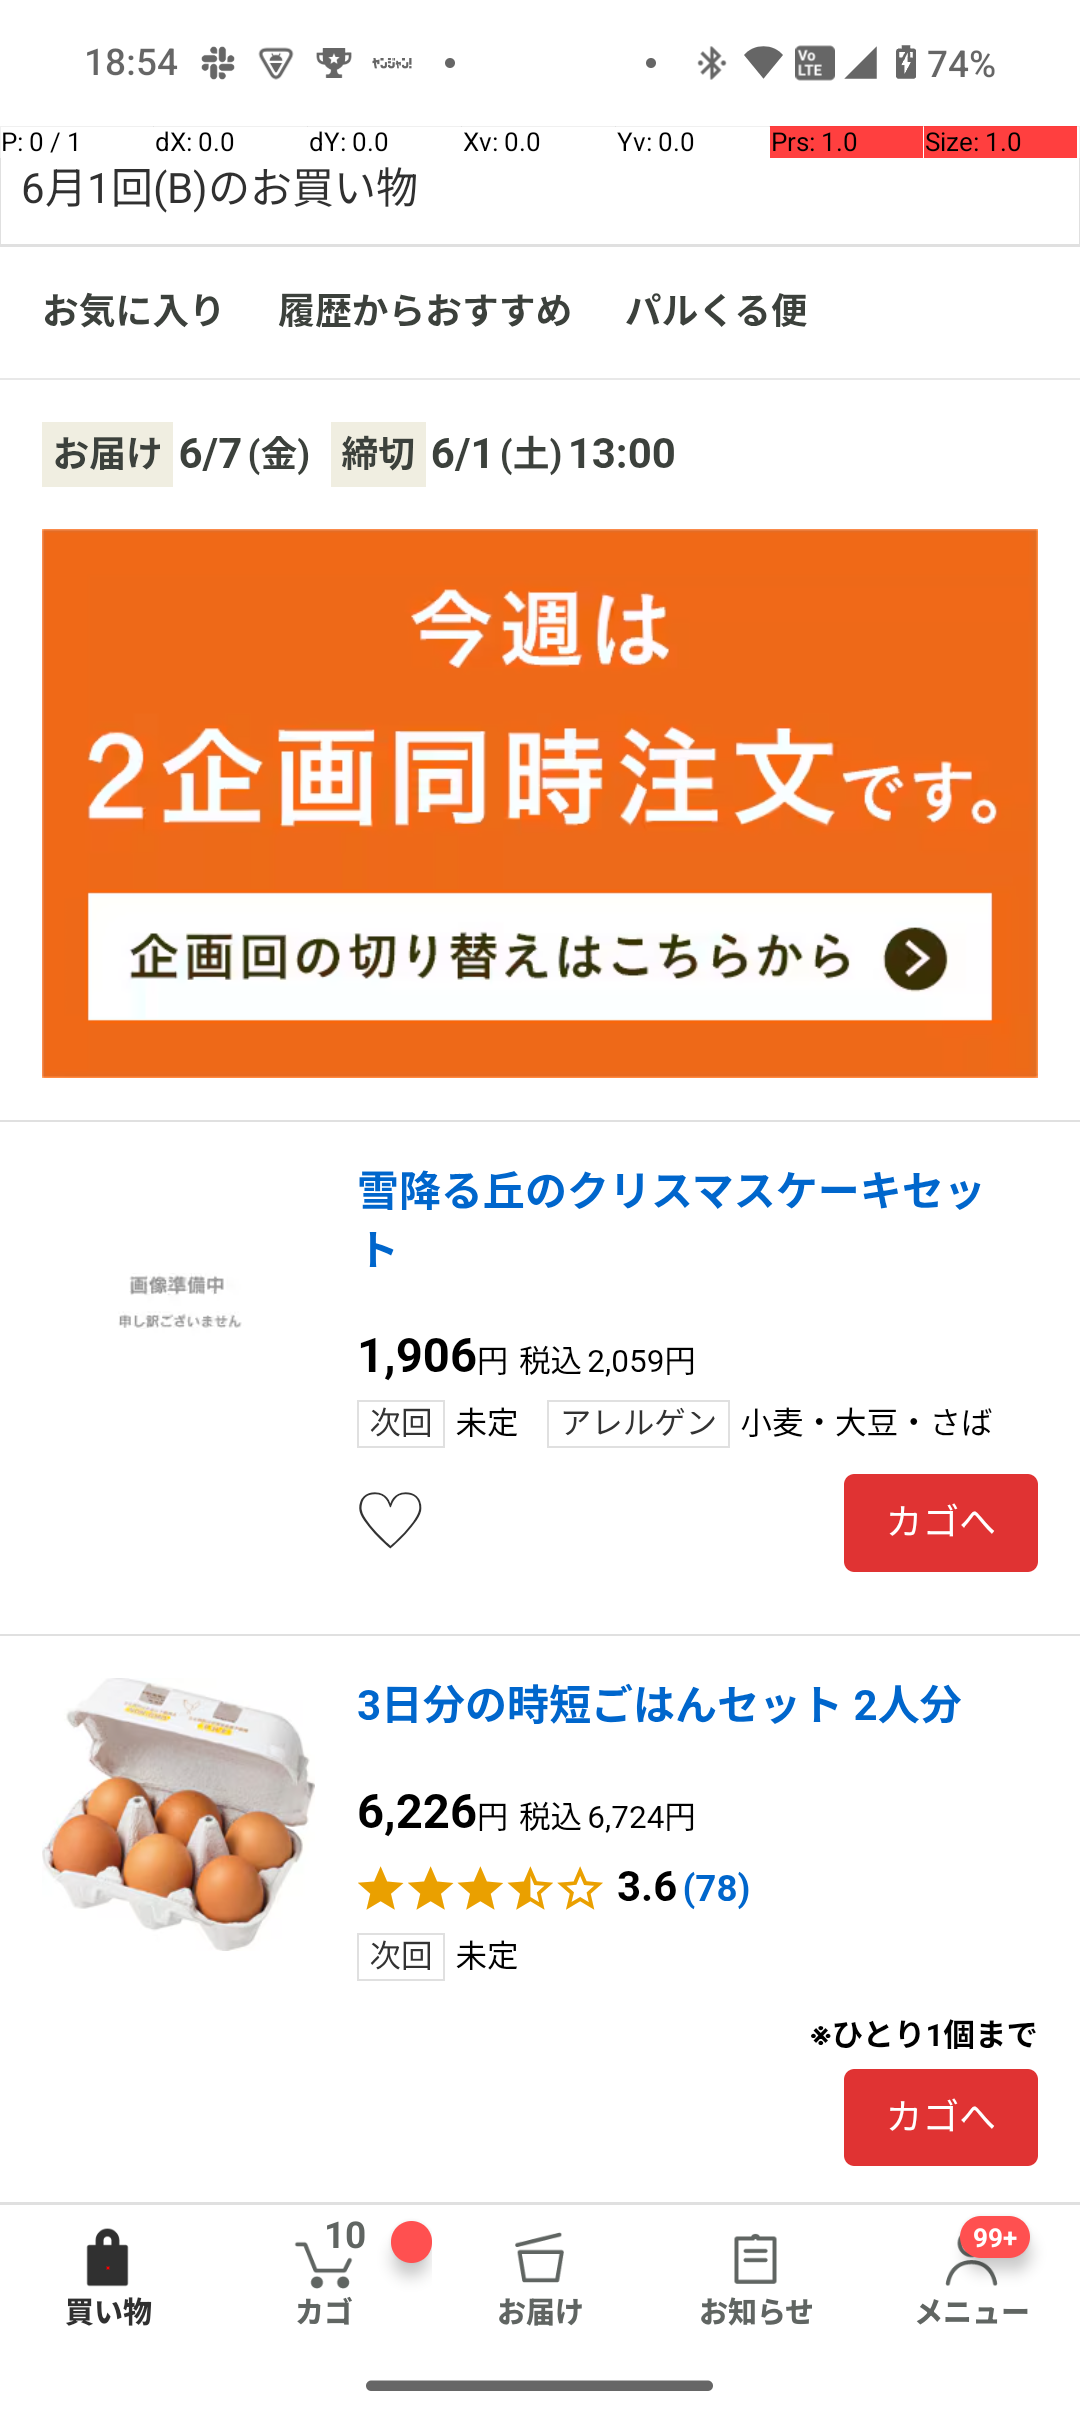 18:54 ヤンジャン! Vo LTE 74%
P: 0 / 1 dX: 0.0 dY: 0.0 Xv: 0.0 Yv: 0.0 Prs: 1.0 Size: 1.0
6月1回(B)のお買い物
お気に入り 履歴からおすすめ パルくる便
お届け 6/7(金) 締切 6/1(土)13:00
今週は
2企画同時注文です。
企画回の切り替えはこちらから
雪降る丘のクリスマスケーキセッ
ト
画像準備中
申し訳ございません
1,906円 税込 2,059円
次回 未定 アレルゲン 小麦・大豆・さば
カゴへ
3日分の時短ごはんセット 2人分
6,226円 税込 6,724円
3.6 (78)
次回 未定
※ひとり1個まで
カゴへ
10 99+
買い物 カゴ お届け お知らせ メニュー